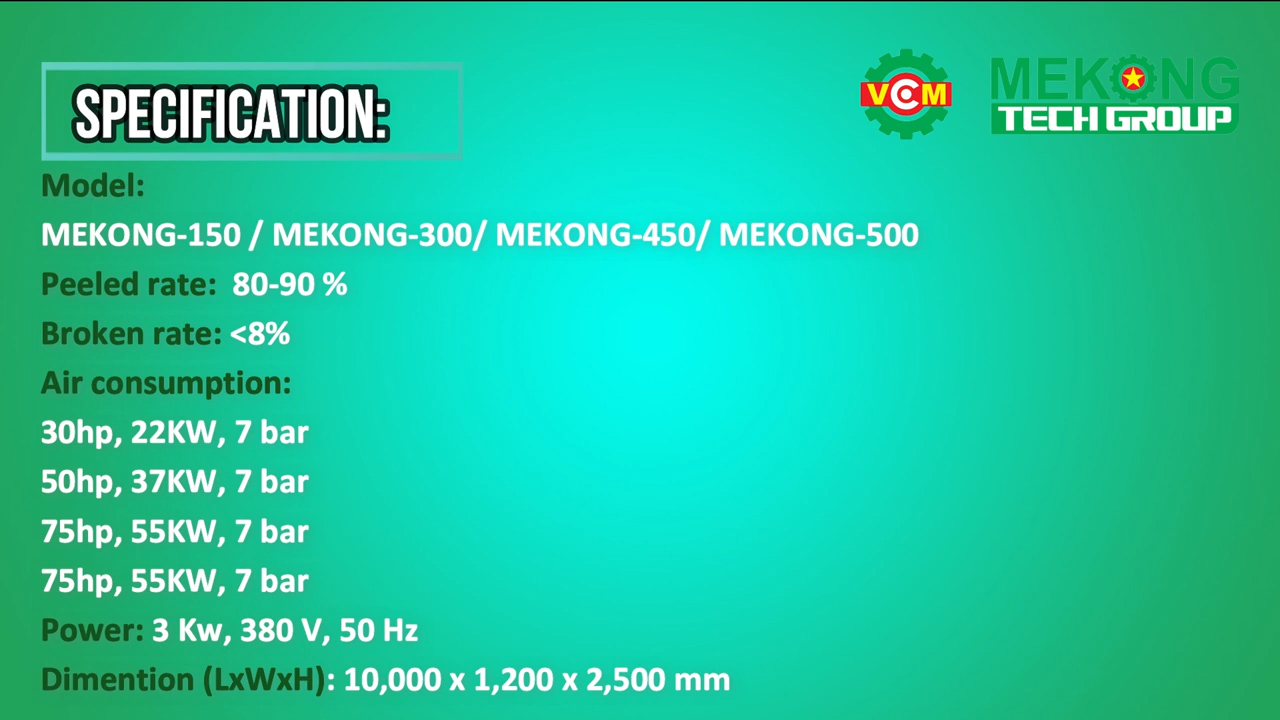 SPECIFICATION:
VCM
MEKONG
TECH GROUP
Model:
MEKONG-150 / MEKONG-300/ MEKONG-450/ MEKONG-500
Peeled rate: 80-90 %
Broken rate: <8%
Air consumption:
30hp, 22KW, 7 bar
50hp, 37KW, 7 bar
75hp, 55KW, 7 bar
75hp, 55KW, 7 bar
Power: 3 Kw, 380 V, 50 Hz
Dimention (LxWxH): 10,000 x 1,200 x 2,500 mm